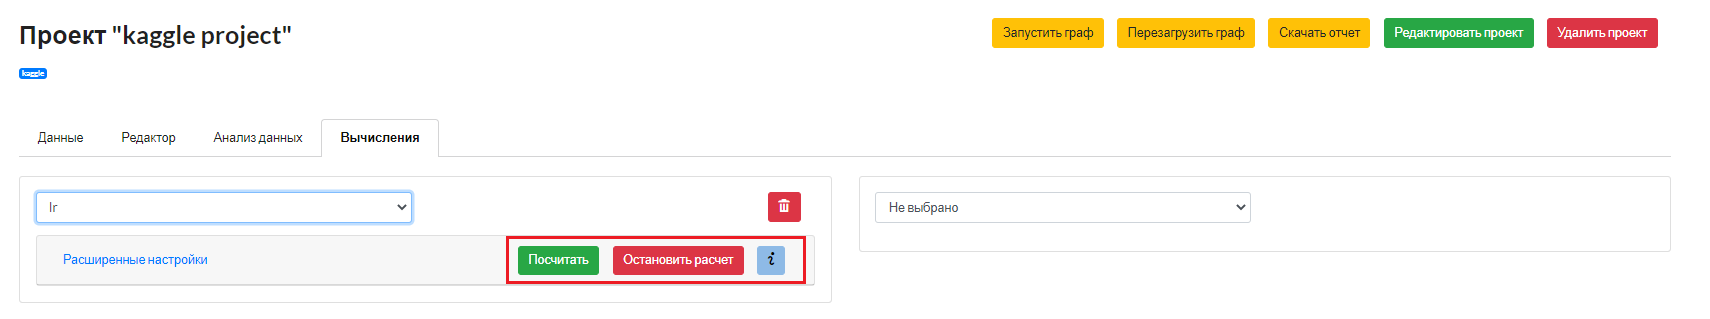 Проект "kaggle project"
Запустить граф Перезагрузить граф Скачать отчет Редактировать проект Удалить проект
kaggle
Данные Редактор Анализ данных Вычисления
lr Не выбрано
Расширенные настройки Посчитать Остановить расчет i